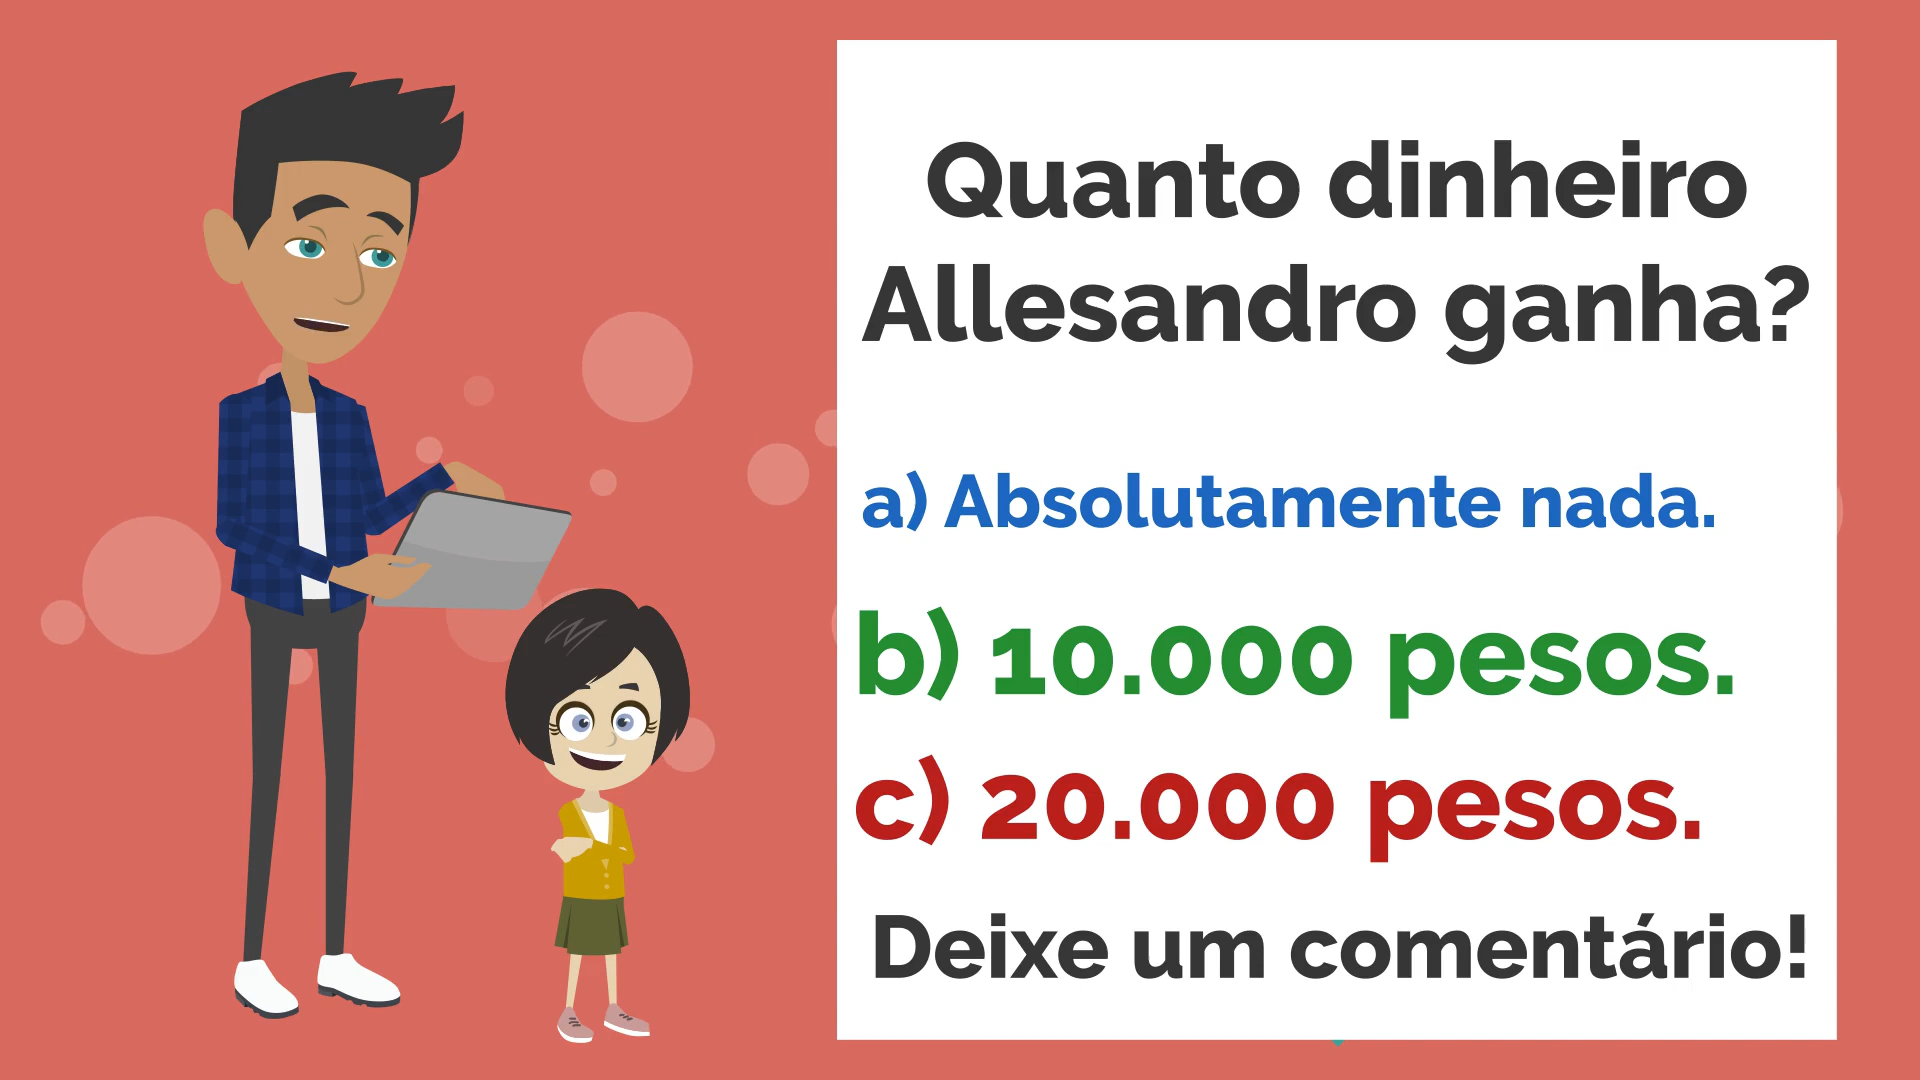 Quanto dinheiro
Allesandro ganha?
a) Absolutamente nada.
b) 10.000 pesos.
c) 20.000 pesos.
Deixe um comentário!